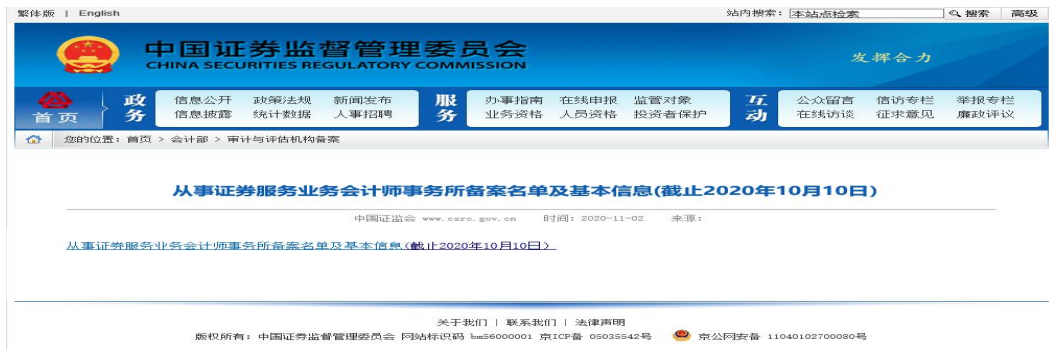 繁体版 | English 站内搜索： 本站点检索 搜索 高级
中国证券监督管理委员会
CHINA SECURITIES REGULATORY COMMISSION
发挥合力
首页
政务 信息公开 政策法规 新闻发布 服务 办事指南 在线申报 监管对象 互动 公众留言 信访专栏 举报专栏
信息披露 统计数据 人事招聘 业务资格 人员资格 投资者保护 在线访谈 征求意见 廉政评议
您的位置：首页 > 会计部 > 审计与评估机构备案
从事证券服务业务会计师事务所备案名单及基本信息(截止2020年10月10日)
中国证监会 www.csrc.gov.cn 时间：2020-11-02 来源：
从事证券服务业务会计师事务所备案名单及基本信息(截止2020年10月10日)
关于我们 | 联系我们 | 法律声明
版权所有：中国证券监督管理委员会 网站标识码 bm56000001 京ICP备 05035542号 京公网安备 11040102700080号